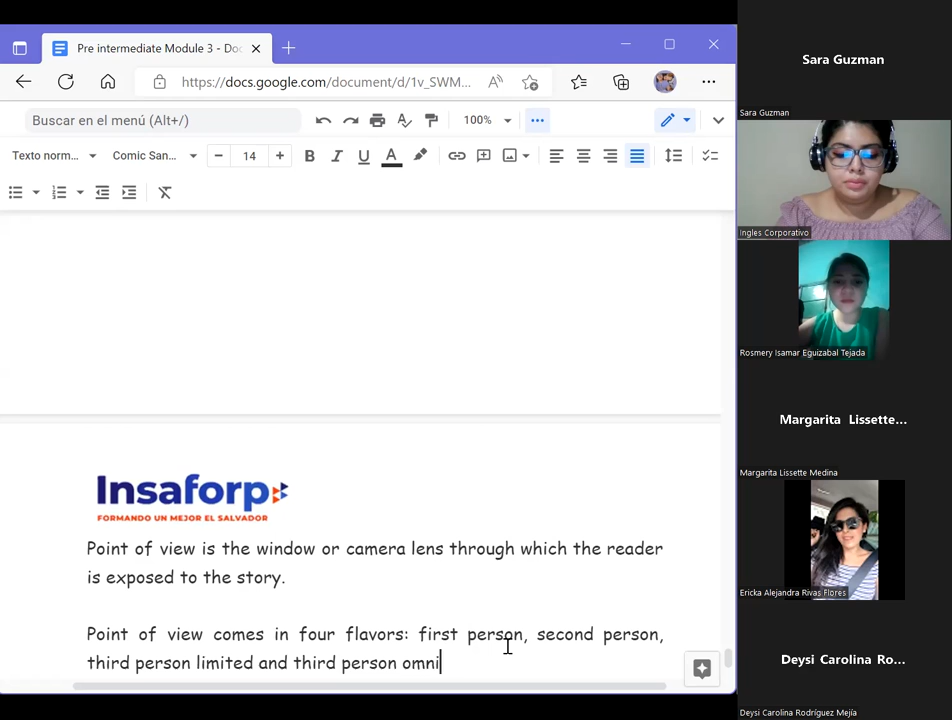 Pre intermediate Module 3 - Doc
https://docs.google.com/document/d/1v_SWM...
Buscar en el menú (Alt+/)
100%
Texto norm...
Comic San...
14
Insaforp
FORMANDO UN MEJOR EL SALVADOR
Point of view is the window or camera lens through which the reader
is exposed to the story.
Point of view comes in four flavors: first person, second person,
third person limited and third person omni
Sara Guzman
Sara Guzman
Ingles Corporativo
Rosmery Isamar Eguizabal Tejada
Margarita Lissette...
Margarita Lissette Medina
Ericka Alejandra Rivas Flores
Deysi Carolina Ro...
Deysi Carolina Rodríguez Mejía